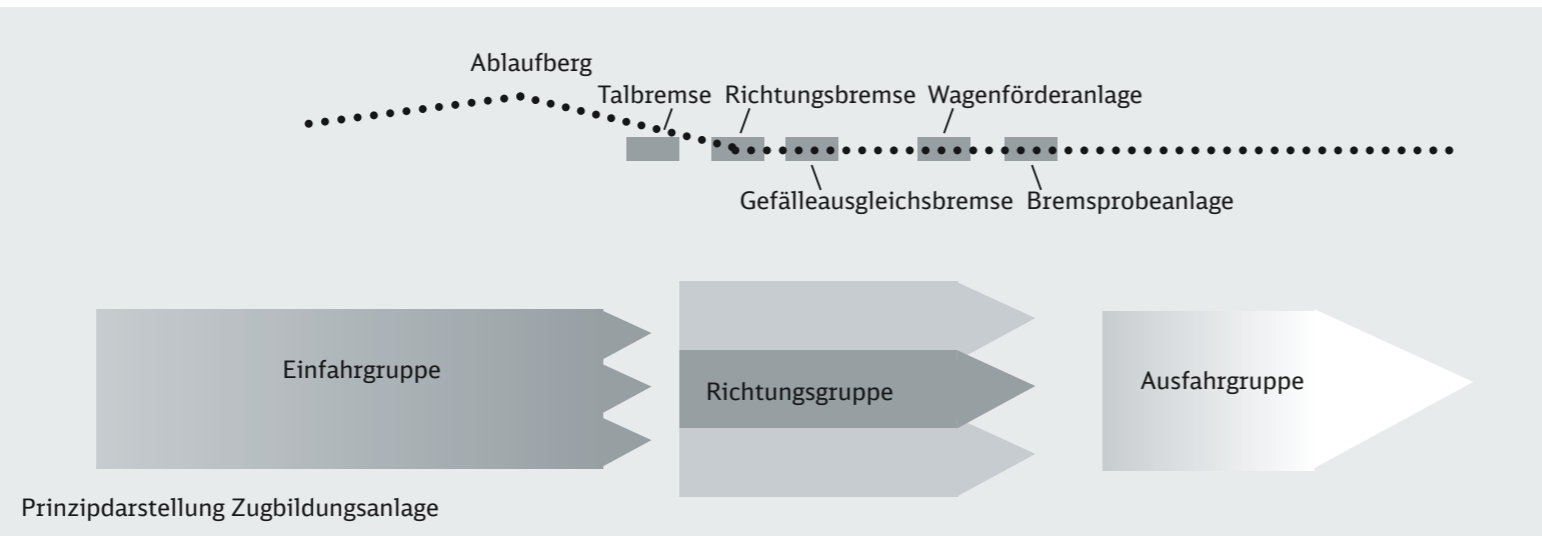 Ablaufberg
Talbremse Richtungsbremse Wagenförderanlage
Gefälleausgleichsbremse Bremsprobeanlage
Einfahrgruppe
Richtungsgruppe
Ausfahrgruppe
Prinzipdarstellung Zugbildungsanlage